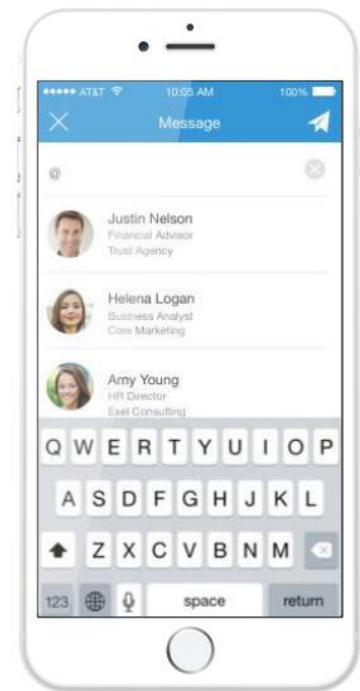 AT&T 10:05 AM 100%
Message
@
Justin Nelson
Financial Advisor
Trust Agency
Helena Logan
Business Analyst
Core Marketing
Amy Young
HR Director
Exel Consulting
Q W E R T Y U I O P
A S D F G H J K L
Z X C V B N M
123 space return